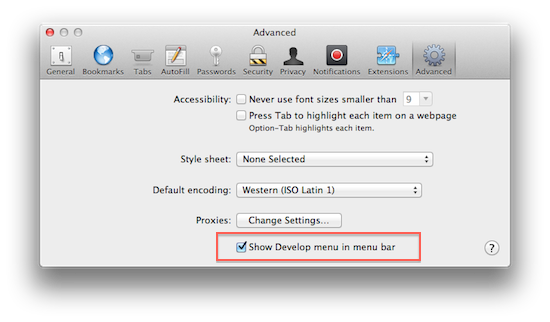 Advanced
General Bookmarks Tabs AutoFill Passwords Security Privacy Notifications Extensions Advanced
Accessibility: Never use font sizes smaller than 9
Press Tab to highlight each item on a webpage
Option-Tab highlights each item.
Style sheet: None Selected
Default encoding: Western (ISO Latin 1)
Proxies: Change Settings...
Show Develop menu in menu bar ?